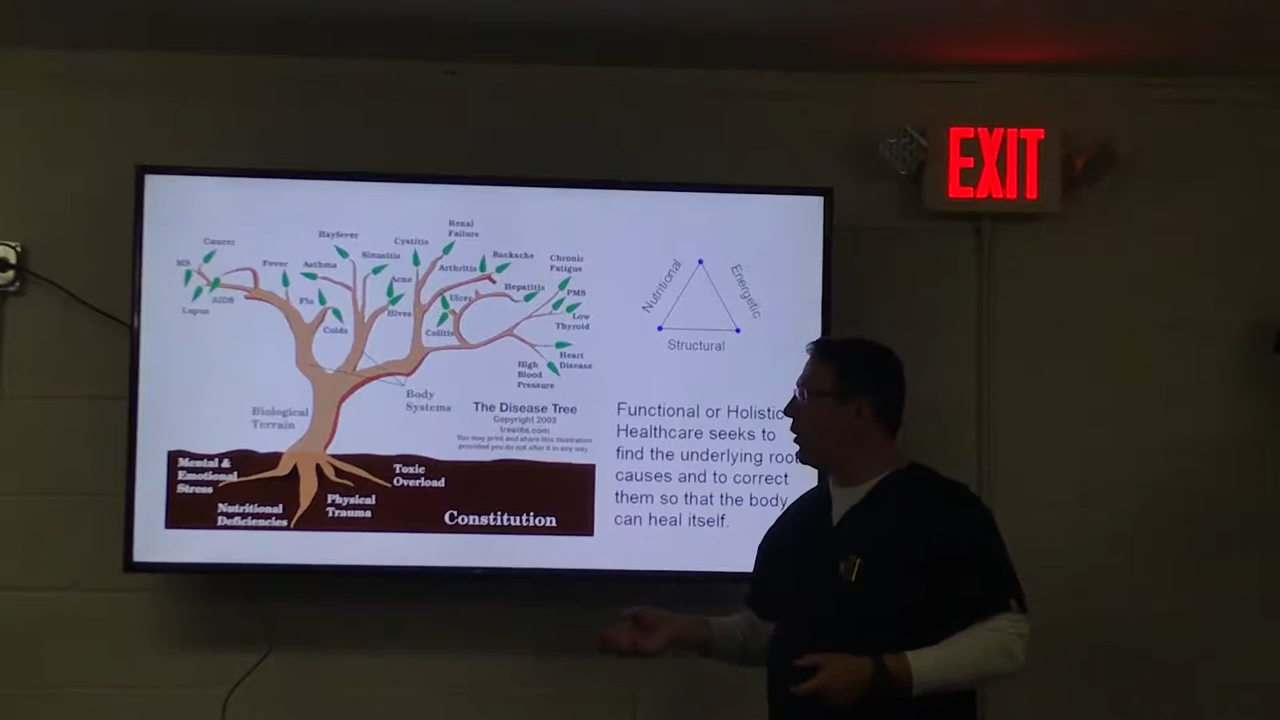 EXIT
Renal
Failure
Hayfever
Cystitis
Cancer
Sinusitis
Backache
Chronic
Fatigue
MS
Fever
Asthma
Arthritis
Acne
Hepatitis
PMS
AIDS
Flu
Ulcer
Lupus
Hives
Low
Thyroid
Colds
Colitis
Heart
Disease
High
Blood
Pressure
Body
Systems
Biological
Terrain
The Disease Tree
Copyright 2003
treelite.com
You may print and share this illustration
provided you do not alter it in any way
Mental &
Emotional
Stress
Toxic
Overload
Nutritional
Deficiencies
Physical
Trauma
Constitution
Nutritional
Energetic
Structural
Functional or Holistic
Healthcare seeks to
find the underlying root
causes and to correct
them so that the body
can heal itself.